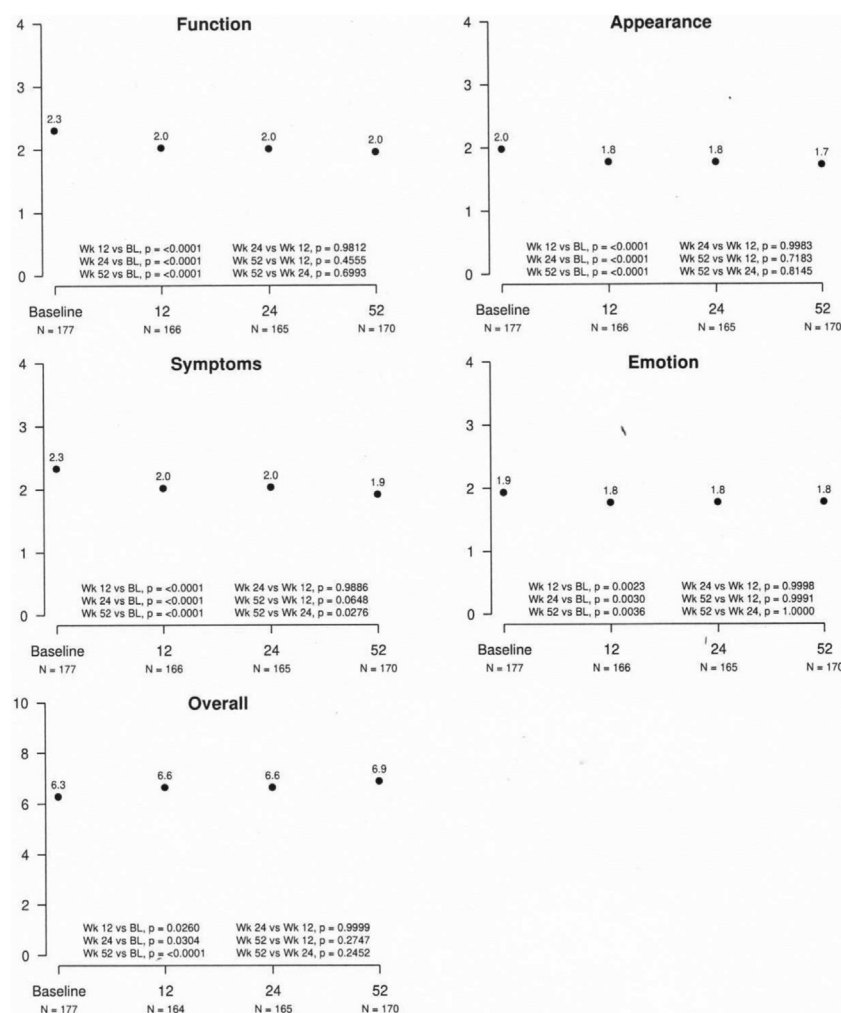 Function
4
3
2
1
0
2.3
2.0
2.0
2.0
Wk 12 vs BL, p = <0.0001 Wk 24 vs Wk 12, p = 0.9812
Wk 24 vs BL, p = <0.0001 Wk 52 vs Wk 12, p = 0.4555
Wk 52 vs BL, p = <0.0001 Wk 52 vs Wk 24, p = 0.6993
Baseline 12 24 52
N = 177 N = 166 N = 165 N = 170
Appearance
4
3
2
1
0
2.0
1.8
1.8
1.7
Wk 12 vs BL, p = <0.0001 Wk 24 vs Wk 12, p = 0.9983
Wk 24 vs BL, p = <0.0001 Wk 52 vs Wk 12, p = 0.7183
Wk 52 vs BL, p = <0.0001 Wk 52 vs Wk 24, p = 0.8145
Baseline 12 24 52
N = 177 N = 166 N = 165 N = 170
Symptoms
4
3
2
1
0
2.3
2.0
2.0
1.9
Wk 12 vs BL, p = <0.0001 Wk 24 vs Wk 12, p = 0.9886
Wk 24 vs BL, p = <0.0001 Wk 52 vs Wk 12, p = 0.0648
Wk 52 vs BL, p = <0.0001 Wk 52 vs Wk 24, p = 0.0276
Baseline 12 24 52
N = 177 N = 166 N = 165 N = 170
Emotion
4
3
2
1
0
1.9
1.8
1.8
1.8
Wk 12 vs BL, p = 0.0023 Wk 24 vs Wk 12, p = 0.9998
Wk 24 vs BL, p = 0.0030 Wk 52 vs Wk 12, p = 0.9991
Wk 52 vs BL, p = 0.0036 Wk 52 vs Wk 24, p = 1.0000
Baseline 12 24 52
N = 177 N = 166 N = 165 N = 170
Overall
10
8
6
4
2
0
6.3
6.6
6.6
6.9
Wk 12 vs BL, p = 0.0260 Wk 24 vs Wk 12, p = 0.9999
Wk 24 vs BL, p = 0.0304 Wk 52 vs Wk 12, p = 0.2747
Wk 52 vs BL, p = <0.0001 Wk 52 vs Wk 24, p = 0.2452
Baseline 12 24 52
N = 177 N = 164 N = 165 N = 170